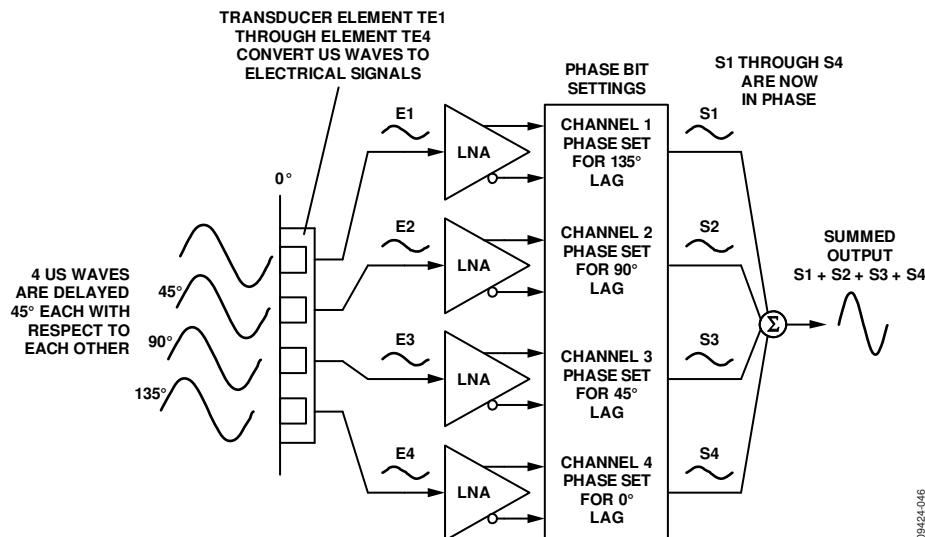 TRANSDUCER ELEMENT TE1
THROUGH ELEMENT TE4
CONVERT US WAVES TO
ELECTRICAL SIGNALS
PHASE BIT
SETTINGS
S1 THROUGH S4
ARE NOW
IN PHASE
0°
4 US WAVES
ARE DELAYED
45° EACH WITH
RESPECT TO
EACH OTHER
45°
90°
135°
E1
LNA
CHANNEL 1
PHASE SET
FOR 135°
LAG
S1
E2
LNA
CHANNEL 2
PHASE SET
FOR 90°
LAG
S2
E3
LNA
CHANNEL 3
PHASE SET
FOR 45°
LAG
S3
E4
LNA
CHANNEL 4
PHASE SET
FOR 0°
LAG
S4
Σ
SUMMED
OUTPUT
S1 + S2 + S3 + S4
09424-046